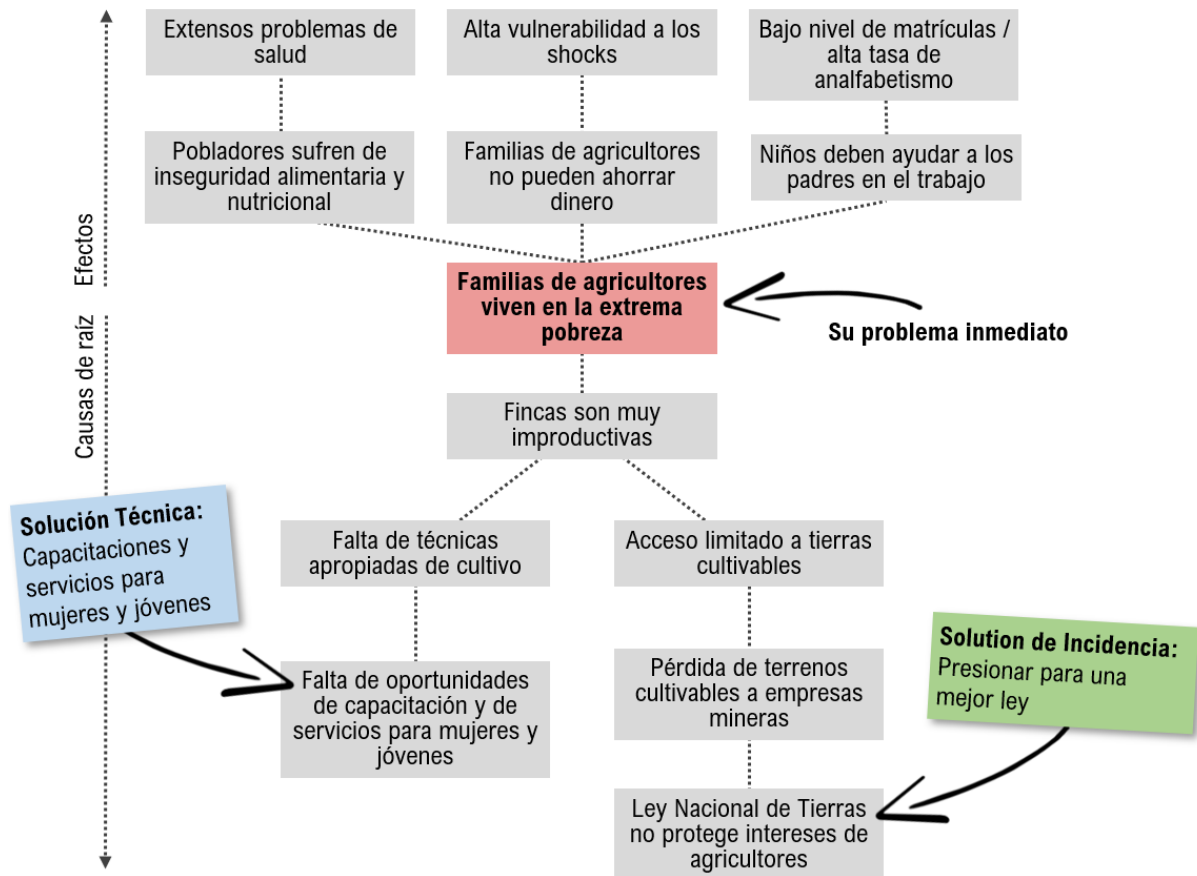 Extensos problemas de
salud
Alta vulnerabilidad a los
shocks
Bajo nivel de matrículas /
alta tasa de
analfabetismo
Pobladores sufren de
inseguridad alimentaria y
nutricional
Familias de agricultores
no pueden ahorrar
dinero
Niños deben ayudar a los
padres en el trabajo
Efectos
Familias de agricultores
viven en la extrema
pobreza
Su problema inmediato
Causas de raíz
Fincas son muy
improductivas
Solución Técnica:
Capacitaciones y
servicios para
mujeres y jóvenes
Falta de técnicas
apropiadas de cultivo
Acceso limitado a tierras
cultivables
Falta de oportunidades
de capacitación y de
servicios para mujeres y
jóvenes
Pérdida de terrenos
cultivables a empresas
mineras
Solution de Incidencia:
Presionar para una
mejor ley
Ley Nacional de Tierras
no protege intereses de
agricultores